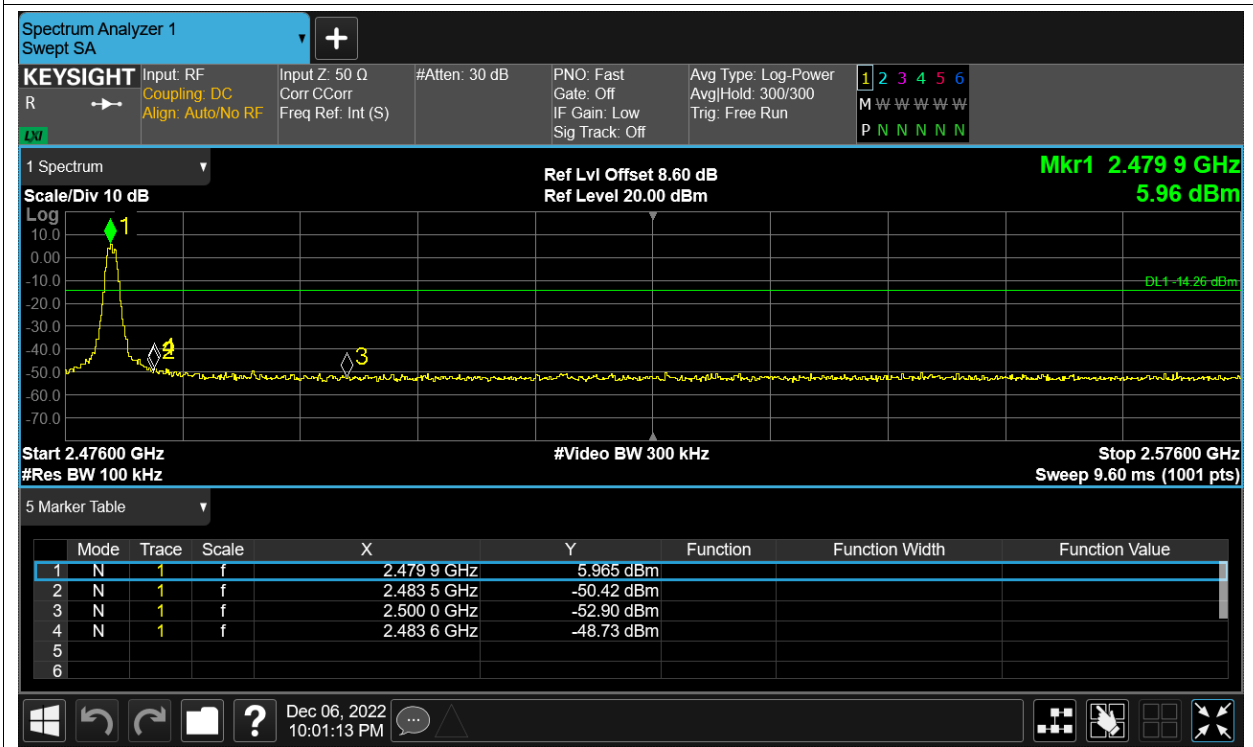 Spectrum Analyzer 1
Swept SA
KEYSIGHT
R
LXI
Input: RF
Coupling: DC
Align: Auto/No RF
Input Z: 50 Ω
Corr CCorr
Freq Ref: Int (S)
#Atten: 30 dB
PNO: Fast
Gate: Off
IF Gain: Low
Sig Track: Off
Avg Type: Log-Power
Avg|Hold: 300/300
Trig: Free Run
1 2 3 4 5 6
M W W W W W
P N N N N N
1 Spectrum
Scale/Div 10 dB
Ref Lvl Offset 8.60 dB
Ref Level 20.00 dBm
Mkr1 2.479 9 GHz
5.96 dBm
Log
10.0
0.00
-10.0
-20.0
-30.0
-40.0
-50.0
-60.0
-70.0
1
DL1 -14.26 dBm
3
Start 2.47600 GHz
#Video BW 300 kHz
Stop 2.57600 GHz
#Res BW 100 kHz
Sweep 9.60 ms (1001 pts)
5 Marker Table
Mode Trace Scale X Y Function Function Width Function Value
1 N 1 f 2.479 9 GHz 5.965 dBm
2 N 1 f 2.483 5 GHz -50.42 dBm
3 N 1 f 2.500 0 GHz -52.90 dBm
4 N 1 f 2.483 6 GHz -48.73 dBm
5
6
?
Dec 06, 2022
10:01:13 PM